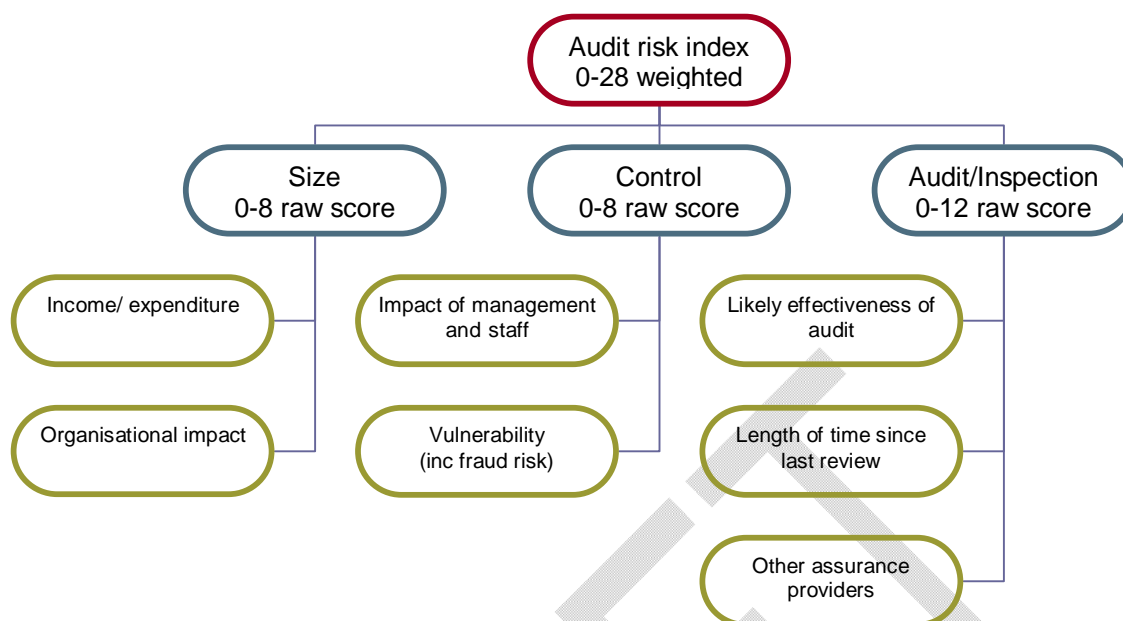 Audit risk index
0-28 weighted
Size
0-8 raw score
Control
0-8 raw score
Audit/Inspection
0-12 raw score
Income/ expenditure
Impact of management
and staff
Likely effectiveness of
audit
Organisational impact
Vulnerability
(inc fraud risk)
Length of time since
last review
Other assurance
providers